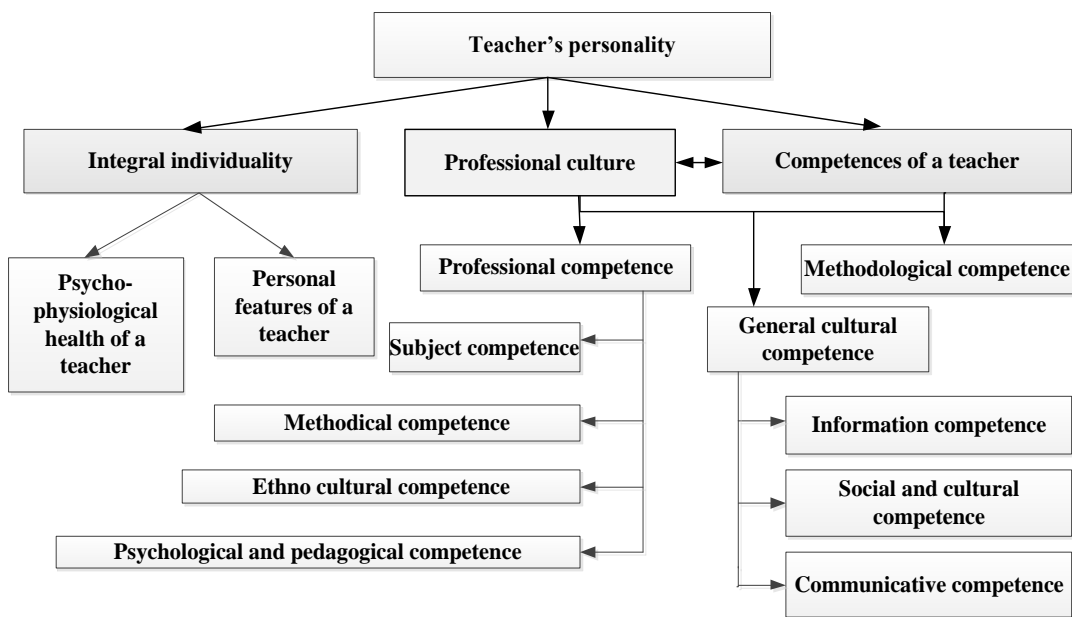 Teacher’s personality
Integral individuality
Professional culture
Competences of a teacher
Psycho-
physiological
health of a
teacher
Personal
features of a
teacher
Professional competence
Methodological competence
Subject competence
General cultural
competence
Methodical competence
Information competence
Ethno cultural competence
Social and cultural
competence
Psychological and pedagogical competence
Communicative competence